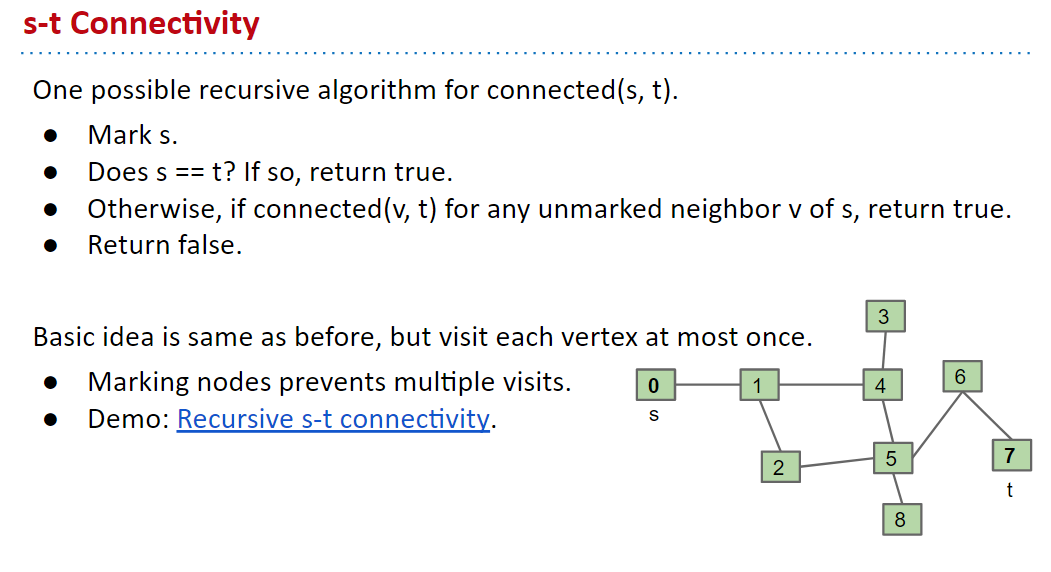 s-t Connectivity
One possible recursive algorithm for connected(s, t).
● Mark s.
● Does s == t? If so, return true.
● Otherwise, if connected(v, t) for any unmarked neighbor v of s, return true.
● Return false.
Basic idea is same as before, but visit each vertex at most once.
● Marking nodes prevents multiple visits.
● Demo: Recursive s-t connectivity.
3
0
1
4
6
s
2
5
7
t
8